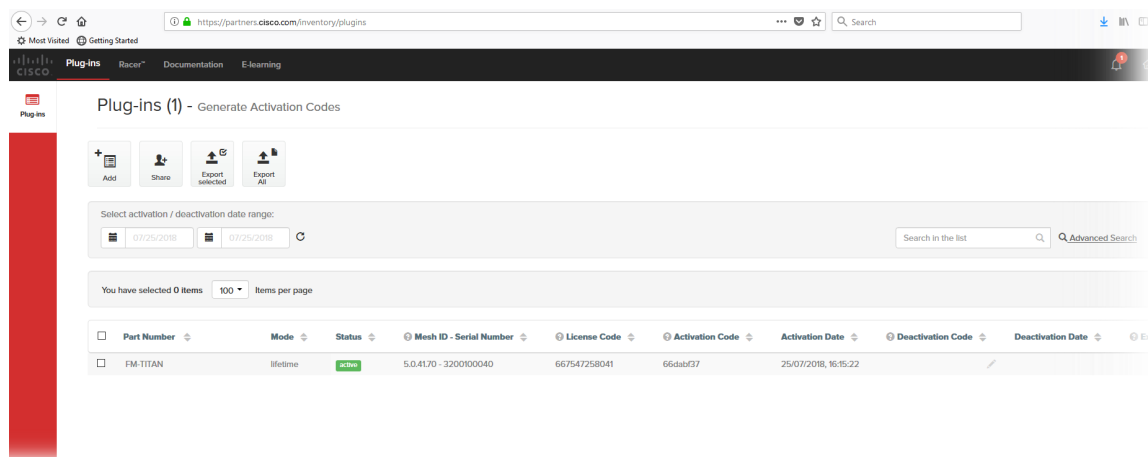 https://partners.cisco.com/inventory/plugins
Search
Most Visited Getting Started
CISCO Plug-ins Racer™ Documentation E-learning 1
Plug-ins
Plug-ins (1) - Generate Activation Codes
Add Share Export selected Export All
Select activation / deactivation date range:
07/25/2018 07/25/2018 Search in the list Advanced Search
You have selected 0 items 100 Items per page
Part Number Mode Status Mesh ID - Serial Number License Code Activation Code Activation Date Deactivation Code Deactivation Date
FM-TITAN lifetime active 5.0.41.70 - 3200100040 667547258041 66dabf37 25/07/2018, 16:15:22